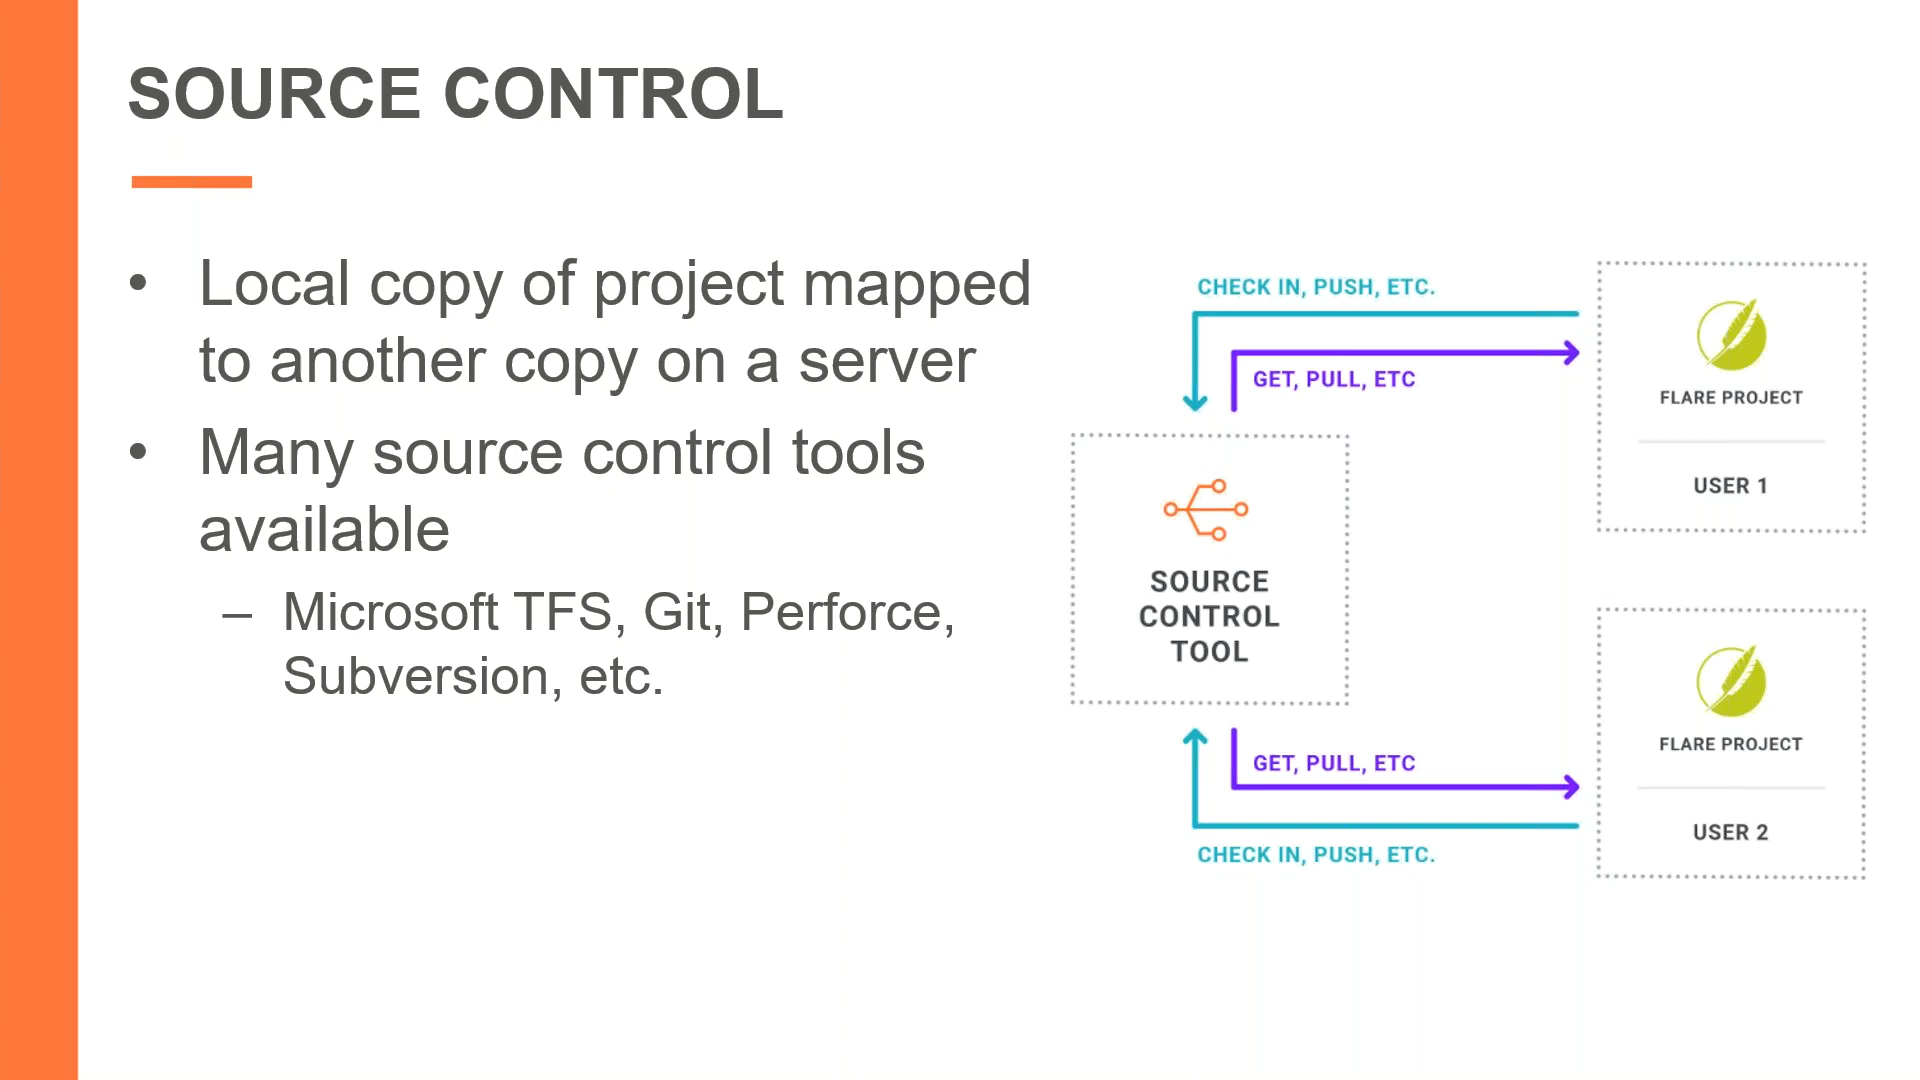 SOURCE CONTROL
• Local copy of project mapped
to another copy on a server
• Many source control tools
available
– Microsoft TFS, Git, Perforce,
Subversion, etc.
CHECK IN, PUSH, ETC.
GET, PULL, ETC
FLARE PROJECT
USER 1
SOURCE
CONTROL
TOOL
GET, PULL, ETC
CHECK IN, PUSH, ETC.
FLARE PROJECT
USER 2